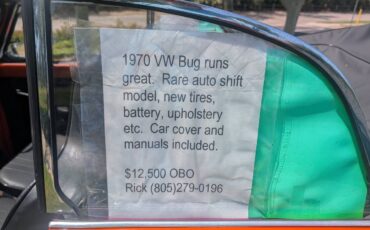 1970 VW Bug runs
great. Rare auto shift
model, new tires,
battery, upholstery
etc. Car cover and
manuals included.
$12,500 OBO
Rick (805)279-0196